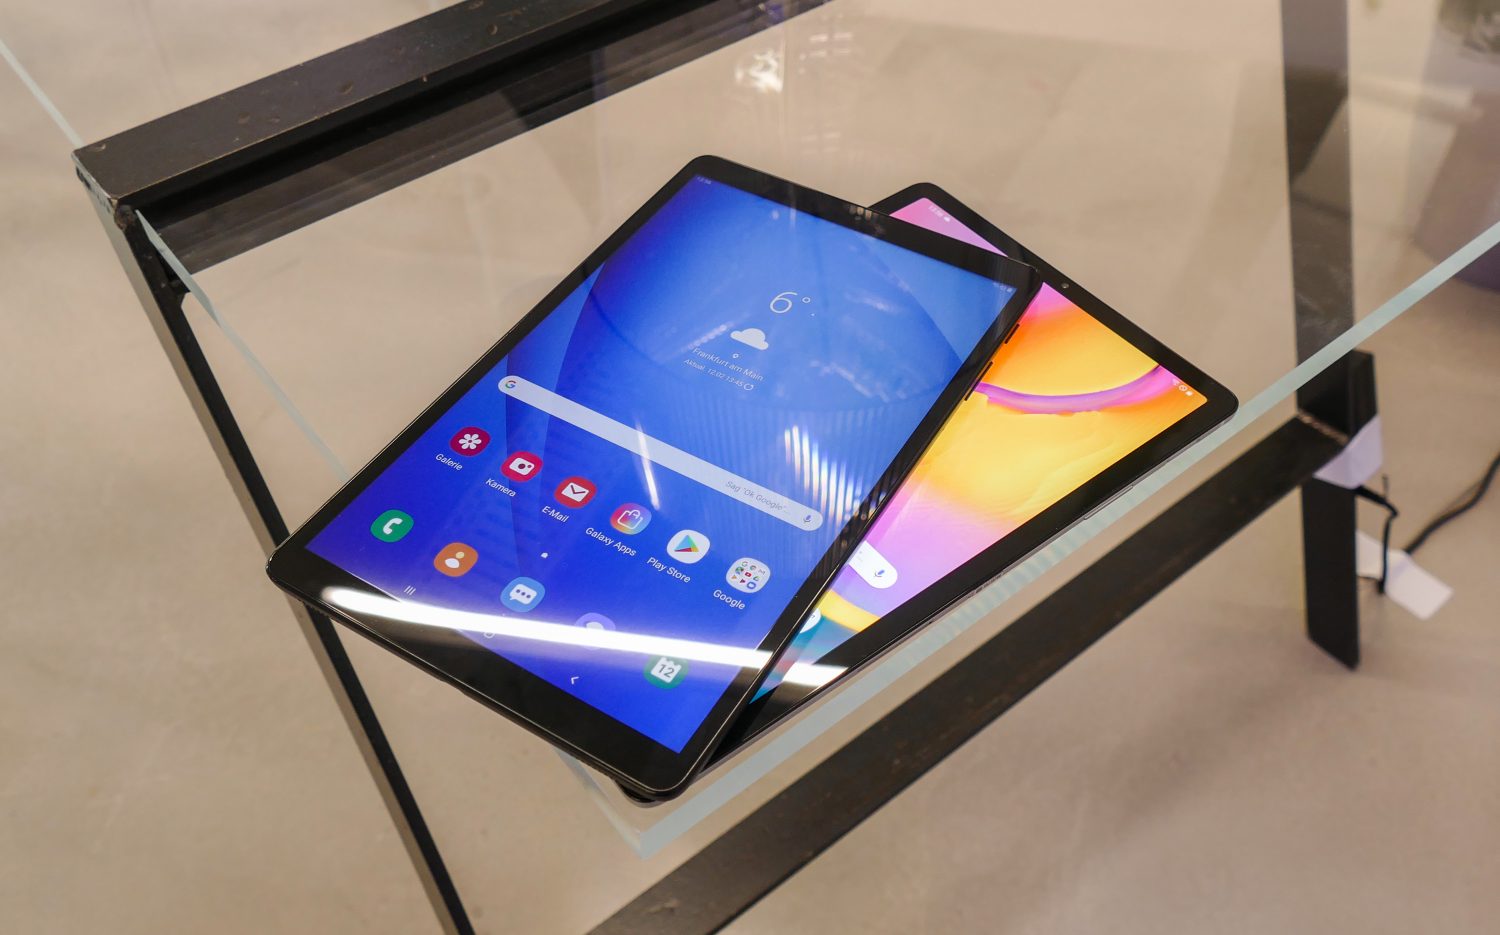 6°
Frankfurt am Main
Aktual. 12.02 13:45
G
Sag "Ok Google"...
Galerie
Kamera
E-Mail
Galaxy Apps
Play Store
Google
12